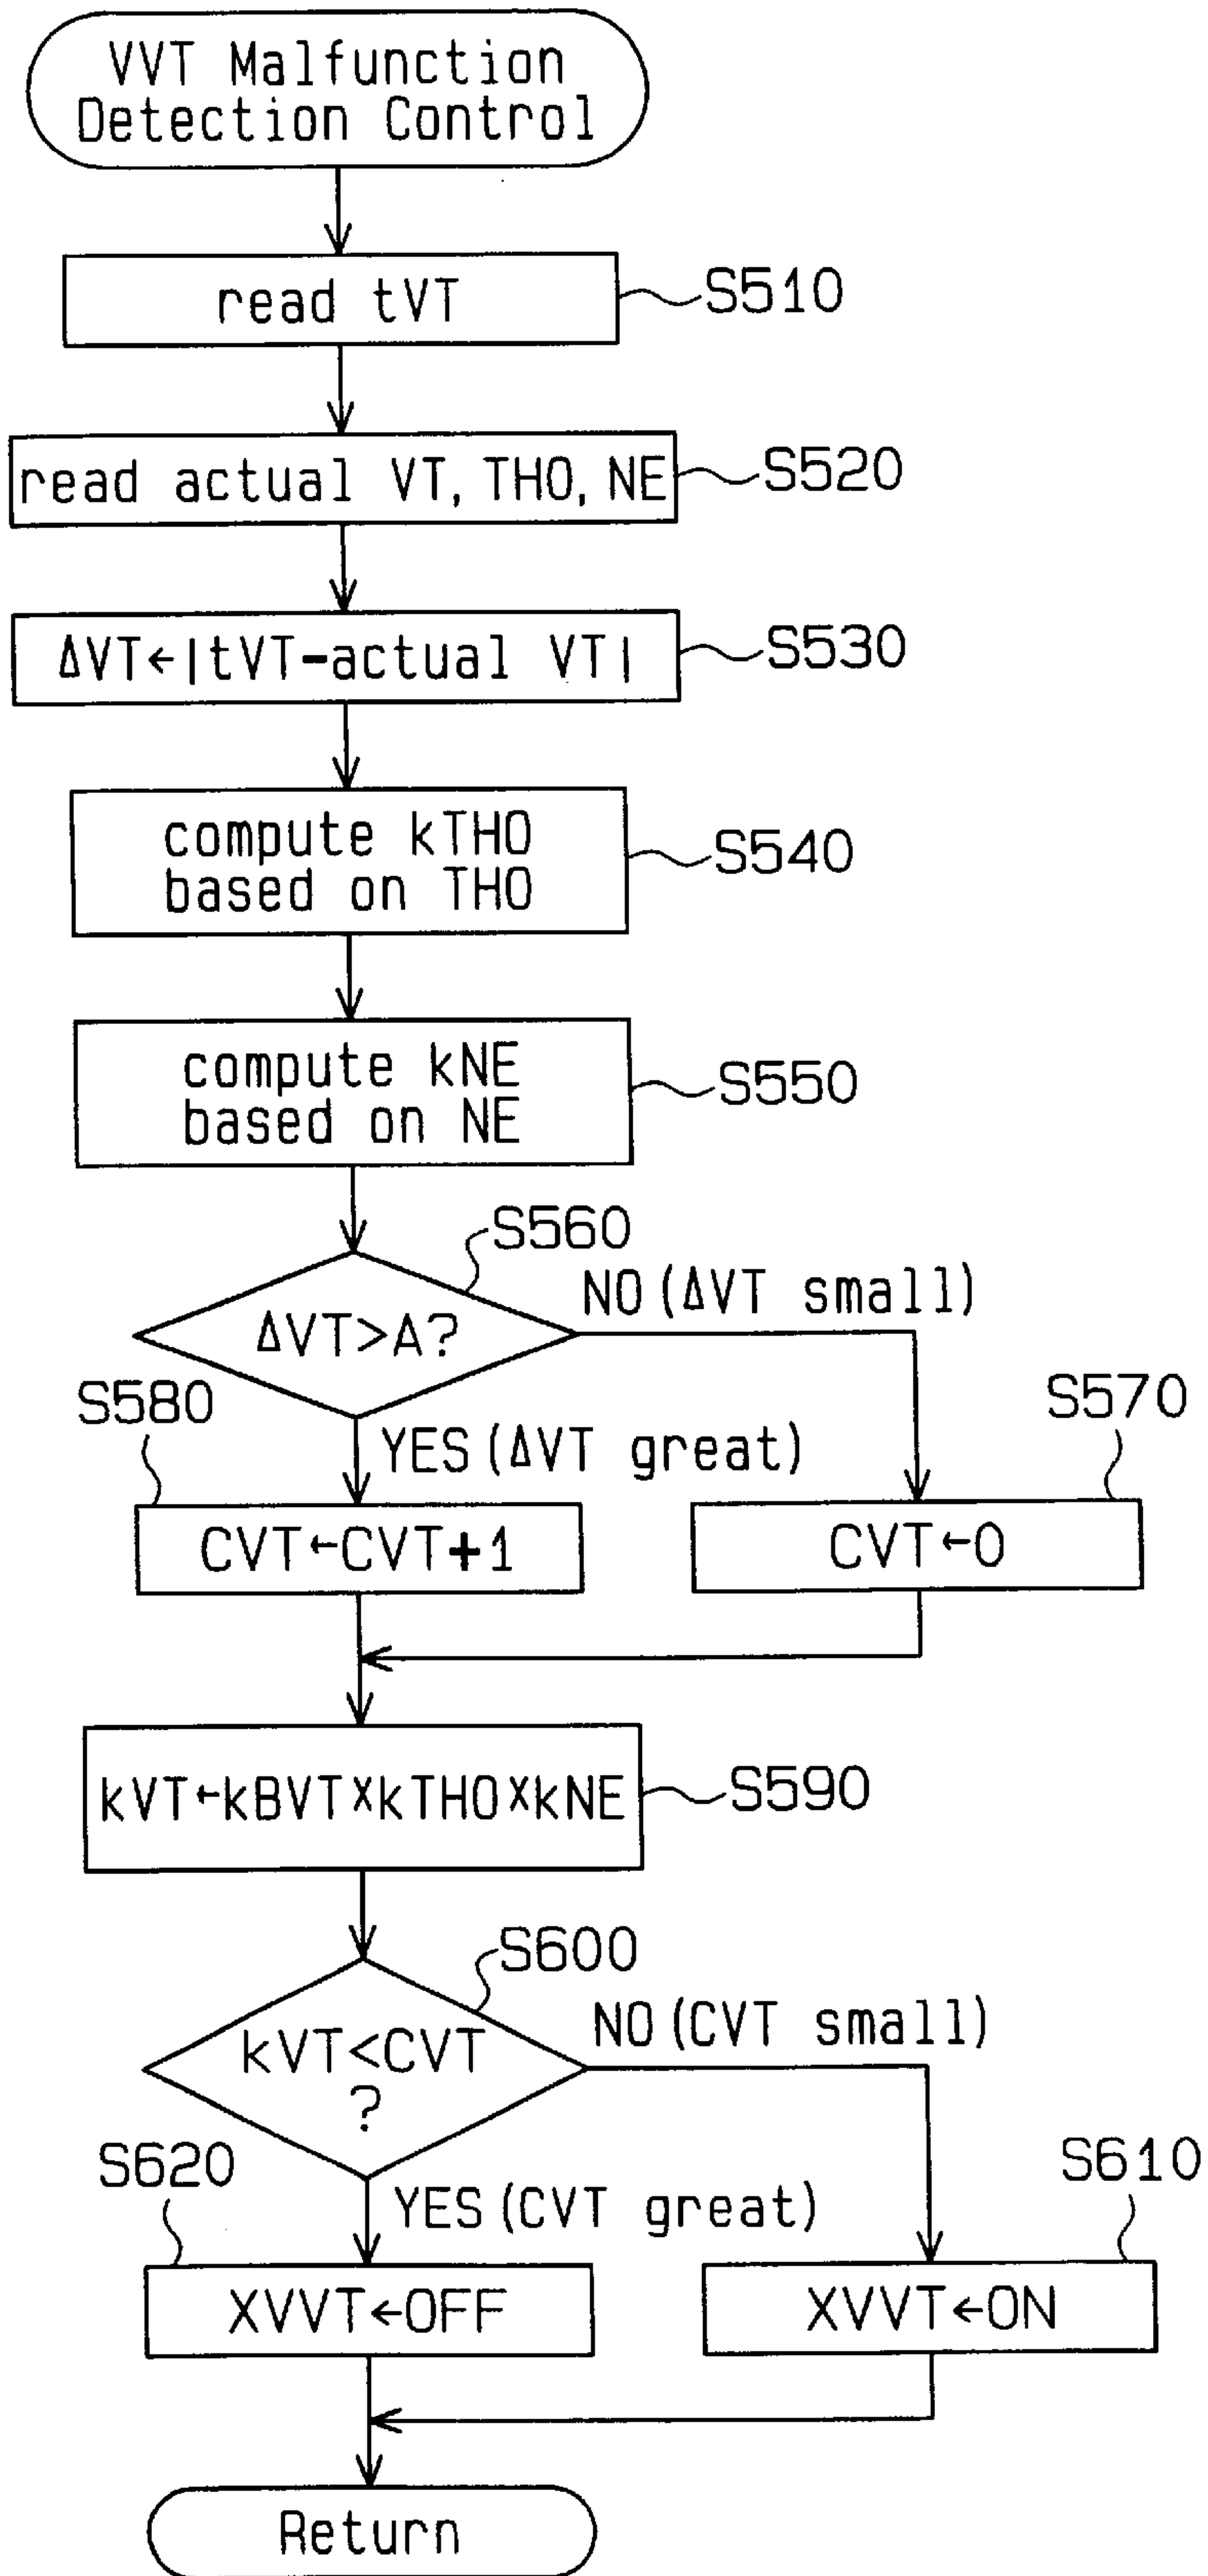 VVT Malfunction
Detection Control
read tVT
S510
read actual VT, THO, NE
S520
ΔVT←|tVT-actual VT|
S530
compute kTHO
based on THO
S540
compute kNE
based on NE
S550
S560
ΔVT>A?
NO (ΔVT small)
S580
YES (ΔVT great)
S570
CVT←CVT+1
CVT←0
kVT←kBVT×kTHO×kNE
S590
S600
kVT<CVT
?
NO (CVT small)
S620
YES (CVT great)
S610
XVVT←OFF
XVVT←ON
Return